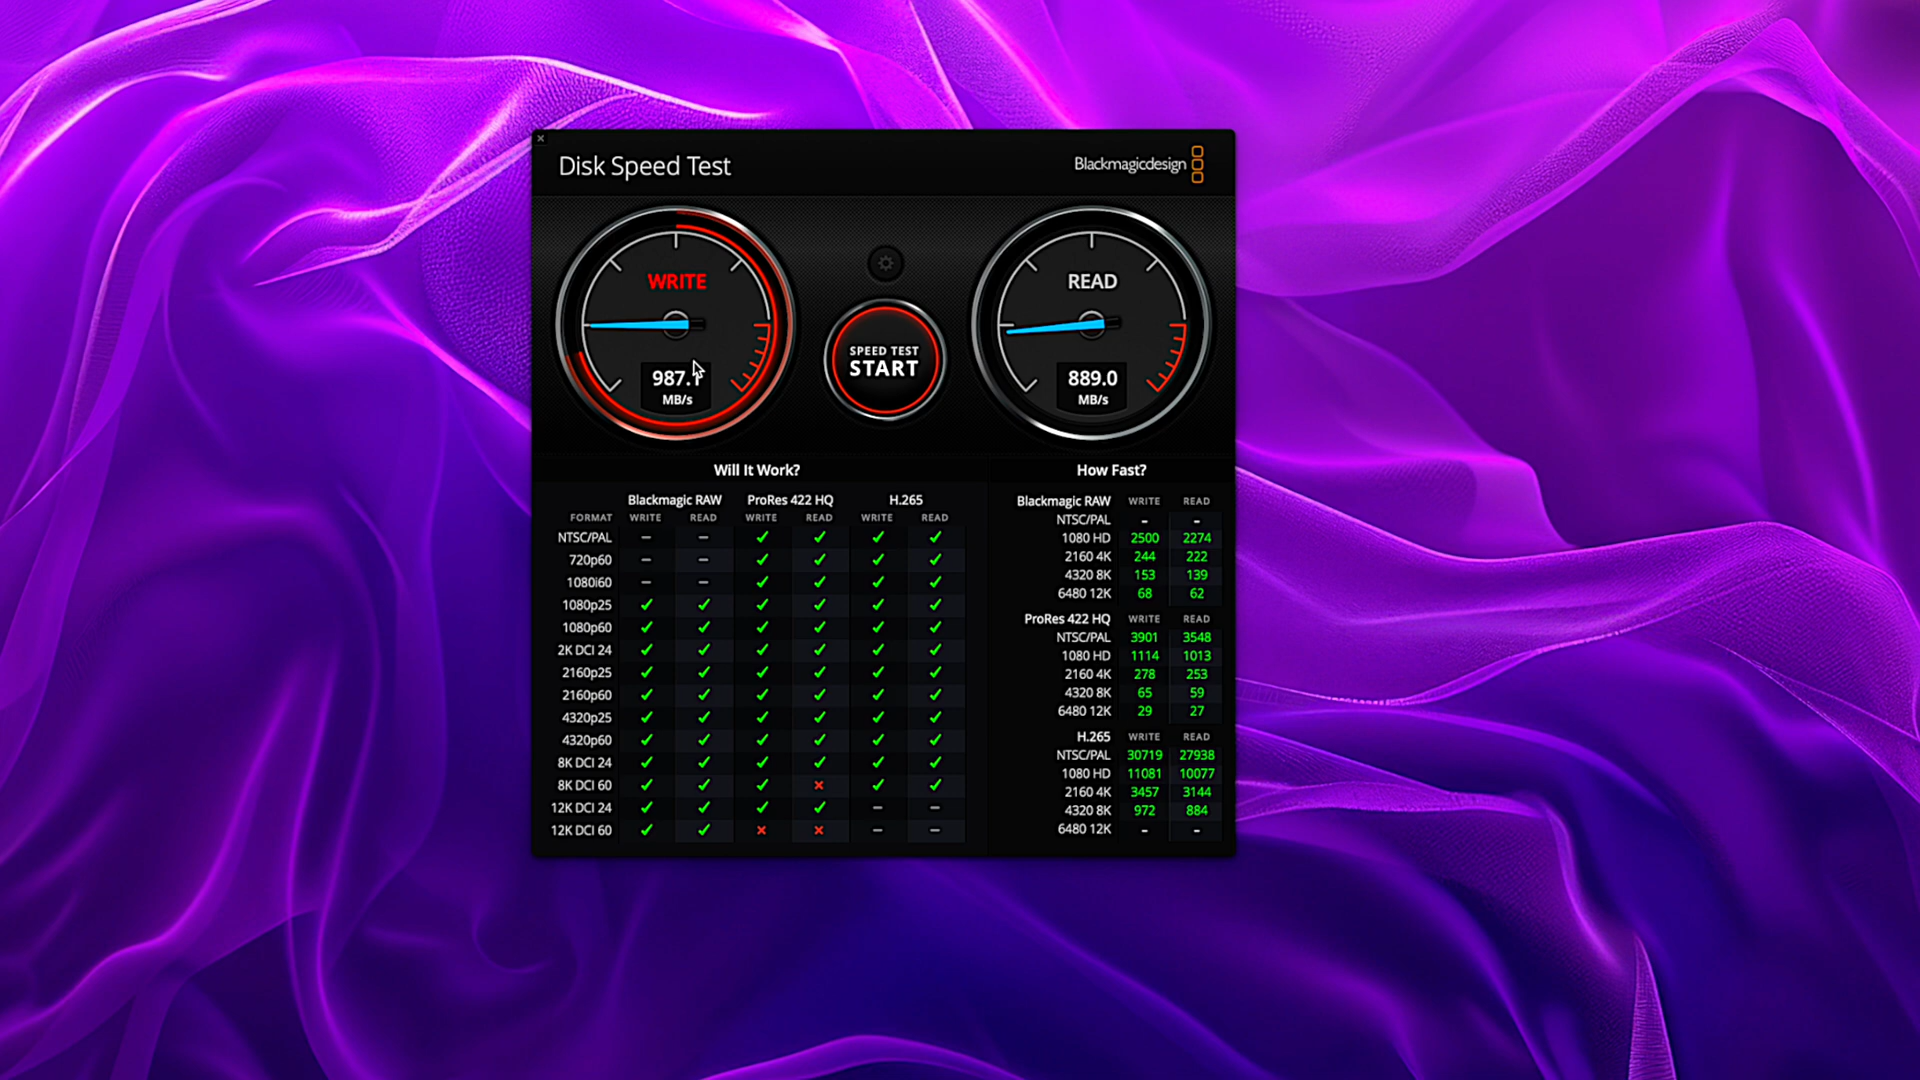 Disk Speed Test
Blackmagicdesign
WRITE
987.1
MB/s
SPEED TEST
START
READ
889.0
MB/s
Will It Work?
Blackmagic RAW ProRes 422 HQ H.265
FORMAT WRITE READ WRITE READ WRITE READ
NTSC/PAL – – ✓ ✓ ✓ ✓
720p60 – – ✓ ✓ ✓ ✓
1080i60 – – ✓ ✓ ✓ ✓
1080p25 ✓ ✓ ✓ ✓ ✓ ✓
1080p60 ✓ ✓ ✓ ✓ ✓ ✓
2K DCI 24 ✓ ✓ ✓ ✓ ✓ ✓
2160p25 ✓ ✓ ✓ ✓ ✓ ✓
2160p60 ✓ ✓ ✓ ✓ ✓ ✓
4320p25 ✓ ✓ ✓ ✓ ✓ ✓
4320p60 ✓ ✓ ✓ ✓ ✓ ✓
8K DCI 24 ✓ ✓ ✓ ✓ ✓ ✓
8K DCI 60 ✓ ✓ ✓ × ✓ ✓
12K DCI 24 ✓ ✓ ✓ ✓ – –
12K DCI 60 ✓ ✓ × × – –
How Fast?
Blackmagic RAW WRITE READ
NTSC/PAL - -
1080 HD 2500 2274
2160 4K 244 222
4320 8K 153 139
6480 12K 68 62
ProRes 422 HQ WRITE READ
NTSC/PAL 3901 3548
1080 HD 1114 1013
2160 4K 278 253
4320 8K 65 59
6480 12K 29 27
H.265 WRITE READ
NTSC/PAL 30719 27938
1080 HD 11081 10077
2160 4K 3457 3144
4320 8K 972 884
6480 12K - -